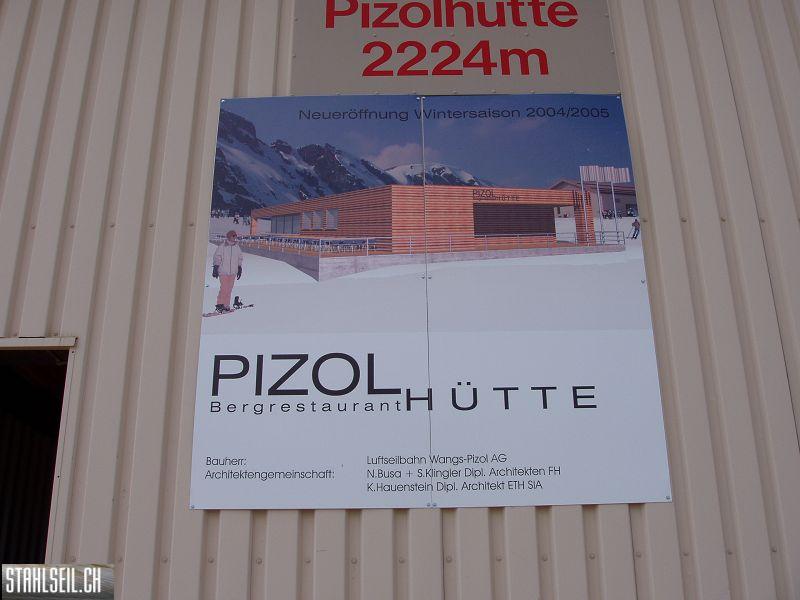 Pizolhütte
2224m
Neueröffnung Wintersaison 2004/2005
PIZOL
PIZOL
Bergrestaurant HÜTTE
Bauherr: Luftseilbahn Wangs-Pizol AG
Architektengemeinschaft: N.Busa + S.Klingler Dipl. Architekten FH
K.Hauenstein Dipl. Architekt ETH SIA
STAHLSEIL.CH